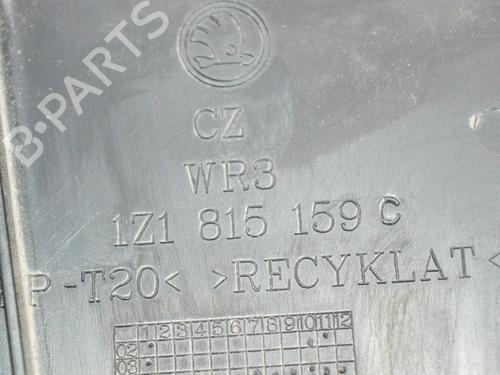 B-PARTS
CZ
WR3
1Z1 815 159 C
P-T20< >RECYKLAT<
1 2 3 4 5 6 7 8 9 10 11 12
02
03
B-PARTS